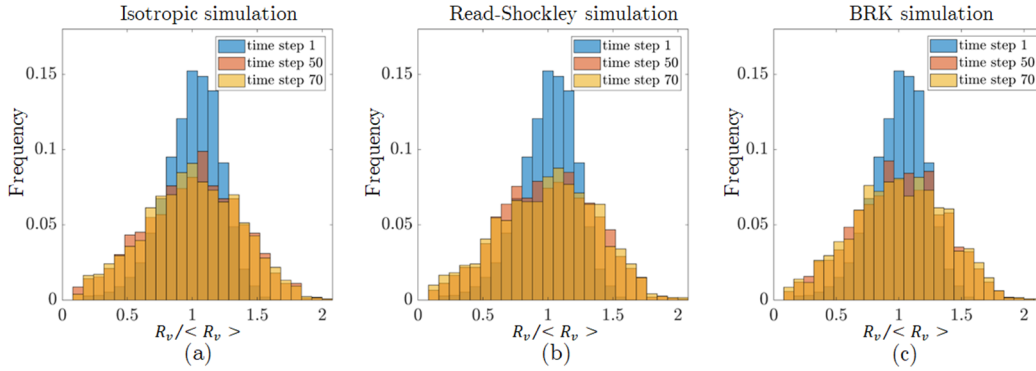 Isotropic simulation
time step 1
time step 50
time step 70
Frequency
0.15
0.1
0.05
0
0 0.5 1 1.5 2
R_v/< R_v >
(a)
Read-Shockley simulation
time step 1
time step 50
time step 70
Frequency
0.15
0.1
0.05
0
0 0.5 1 1.5 2
R_v/< R_v >
(b)
BRK simulation
time step 1
time step 50
time step 70
Frequency
0.15
0.1
0.05
0
0 0.5 1 1.5 2
R_v/< R_v >
(c)